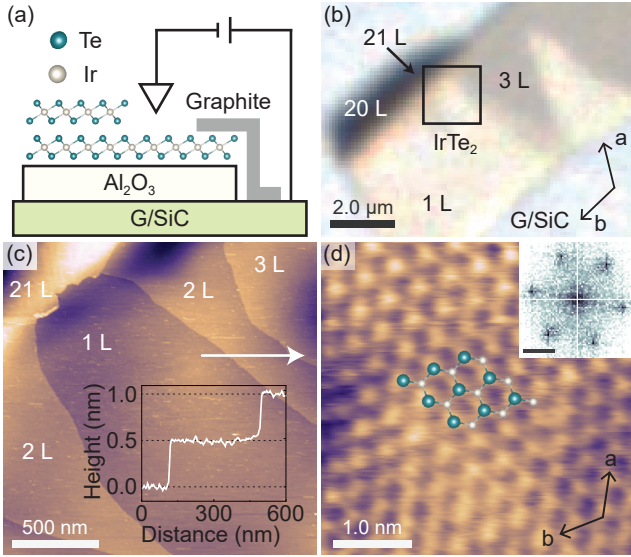 (a)
Te
Ir
Graphite
Al₂O₃
G/SiC
(b)
21 L
20 L
3 L
IrTe₂
1 L
2.0 μm
G/SiC
a
b
(c)
21 L
1 L
2 L
3 L
2 L
Height (nm)
1.0
0.5
0.0
0
300
600
Distance (nm)
500 nm
(d)
1.0 nm
a
b